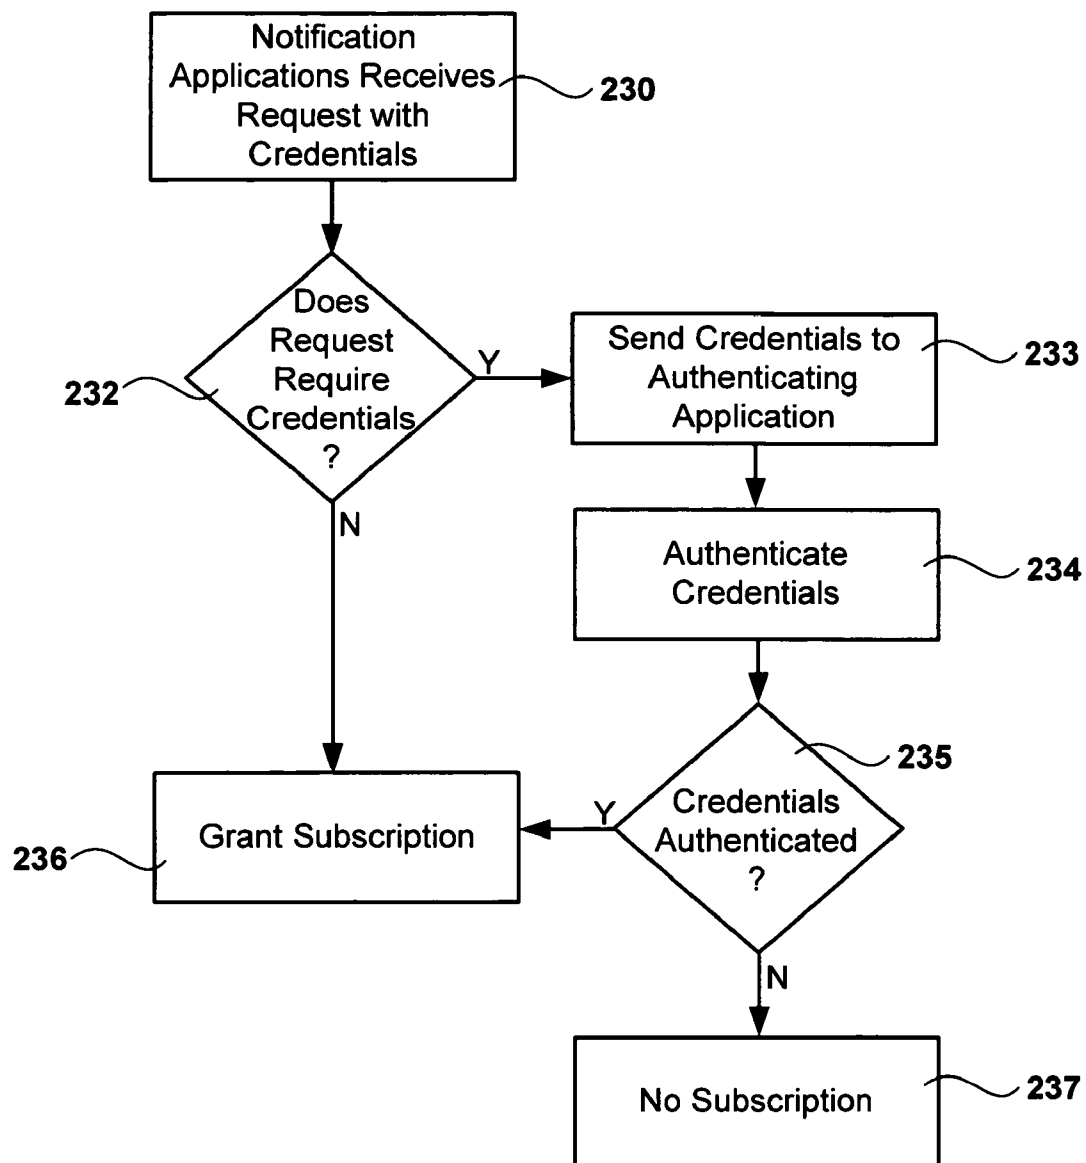 Notification
Applications Receives
Request with
Credentials
230
Does
Request
Require
Credentials
?
232
Y
N
Send Credentials to
Authenticating
Application
233
Authenticate
Credentials
234
Credentials
Authenticated
?
235
Y
N
Grant Subscription
236
No Subscription
237